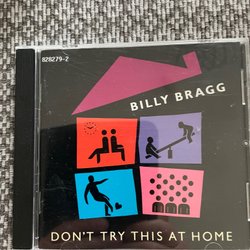 828279-2
BILLY BRAGG
DON'T TRY THIS AT HOME